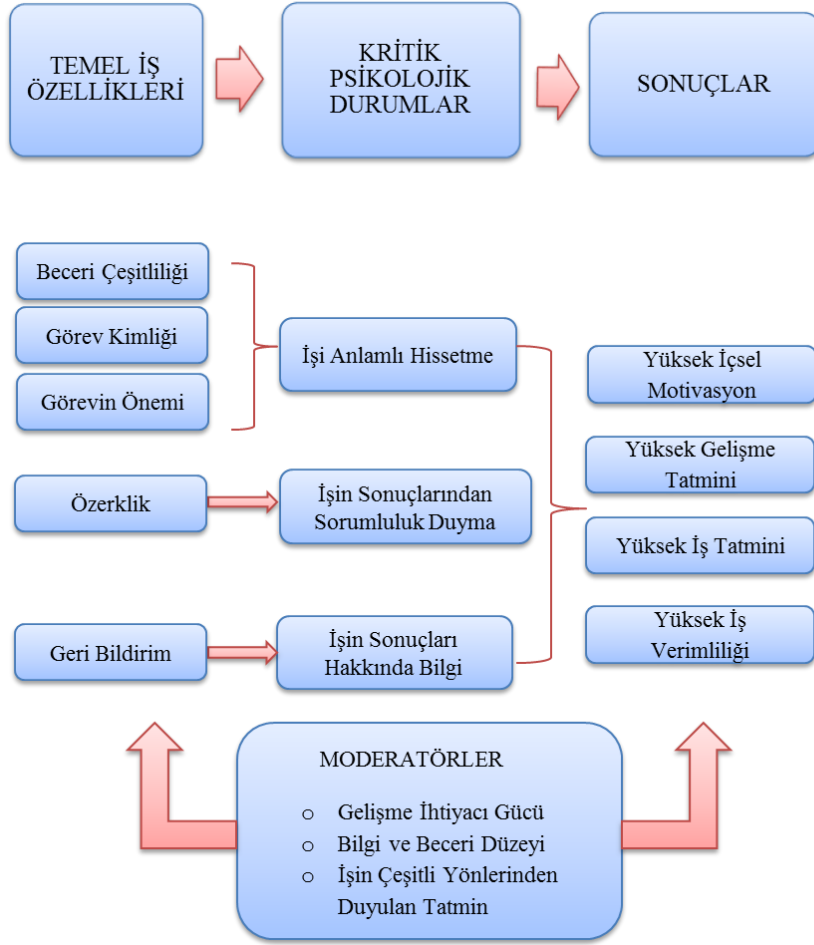 TEMEL İŞ
ÖZELLİKLERİ
KRİTİK
PSİKOLOJİK
DURUMLAR
SONUÇLAR
Beceri Çeşitliliği
Görev Kimliği
Görevin Önemi
İşi Anlamlı Hissetme
Yüksek İçsel
Motivasyon
Yüksek Gelişme
Tatmini
Özerklik
İşin Sonuçlarından
Sorumluluk Duyma
Yüksek İş Tatmini
Geri Bildirim
İşin Sonuçları
Hakkında Bilgi
Yüksek İş
Verimliliği
MODERATÖRLER
o Gelişme İhtiyacı Gücü
o Bilgi ve Beceri Düzeyi
o İşin Çeşitli Yönlerinden
Duyulan Tatmin